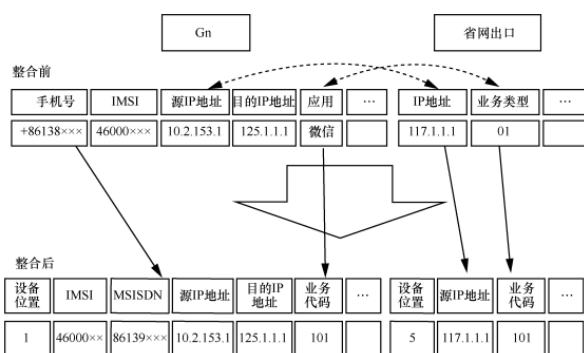 Gn 省网出口
整合前
手机号 IMSI 源IP地址 目的IP地址 应用 … IP地址 业务类型 …
+86138××× 46000××× 10.2.153.1 125.1.1.1 微信 117.1.1.1 01
整合后
设备位置 IMSI MSISDN 源IP地址 目的IP地址 业务代码 … 设备位置 源IP地址 业务代码 …
1 46000×× 86139××× 10.2.153.1 125.1.1.1 101 5 117.1.1.1 101